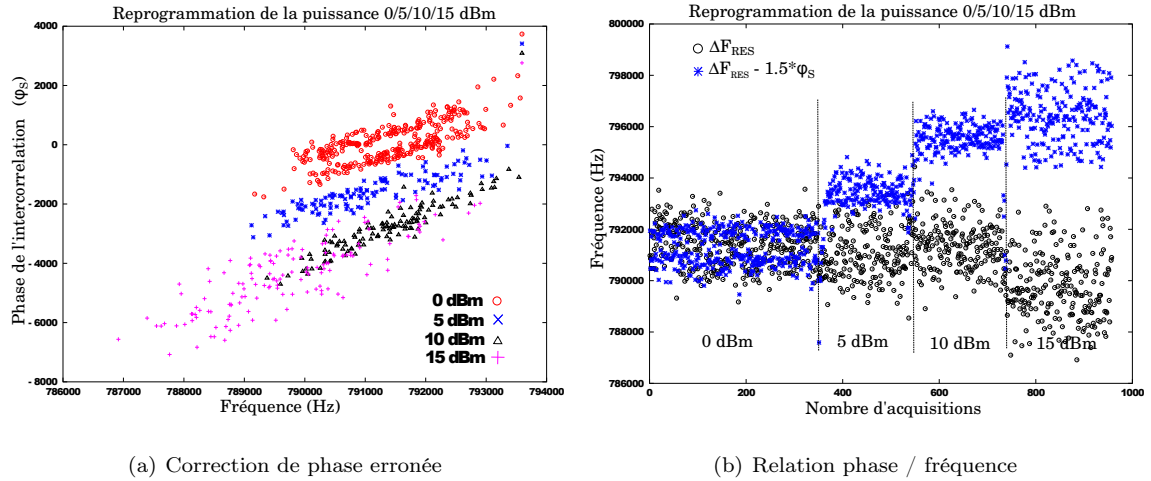 Reprogrammation de la puissance 0/5/10/15 dBm
Phase de l'intercorrelation (φS)
4000
2000
0
-2000
-4000
-6000
-8000
0 dBm
5 dBm
10 dBm
15 dBm
786000 787000 788000 789000 790000 791000 792000 793000 794000
Fréquence (Hz)
(a) Correction de phase erronée
Reprogrammation de la puissance 0/5/10/15 dBm
Fréquence (Hz)
800000
798000
796000
794000
792000
790000
788000
786000
ΔFRES
ΔFRES - 1.5*φS
0 dBm 5 dBm 10 dBm 15 dBm
0 200 400 600 800 1000
Nombre d'acquisitions
(b) Relation phase / fréquence